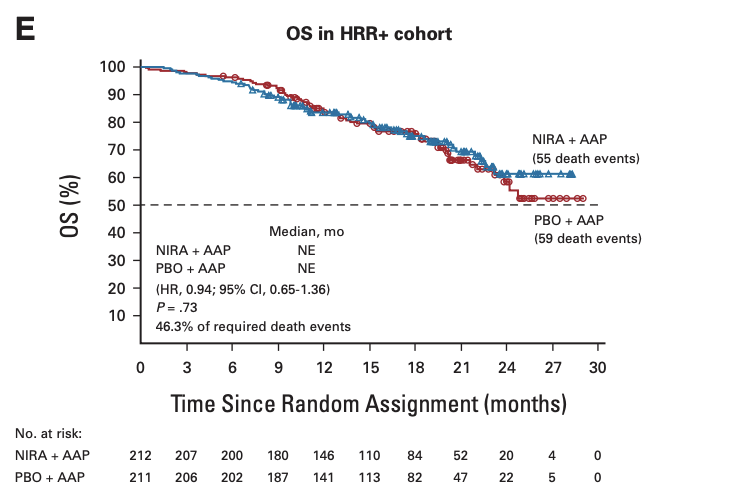 E
OS in HRR+ cohort
100
90
80
70
60
50
40
30
20
10
OS (%)
NIRA + AAP
(55 death events)
PBO + AAP
(59 death events)
Median, mo
NIRA + AAP NE
PBO + AAP NE
(HR, 0.94; 95% CI, 0.65-1.36)
P = .73
46.3% of required death events
0 3 6 9 12 15 18 21 24 27 30
Time Since Random Assignment (months)
No. at risk:
NIRA + AAP 212 207 200 180 146 110 84 52 20 4 0
PBO + AAP 211 206 202 187 141 113 82 47 22 5 0